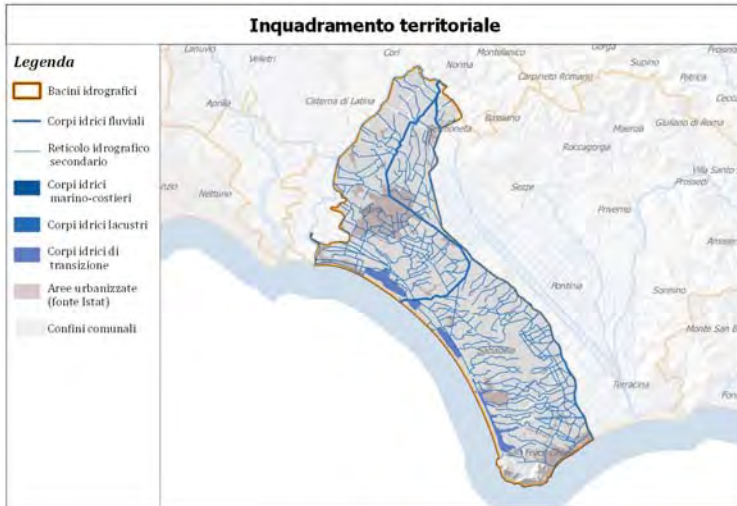 Inquadramento territoriale
Legenda
Bacini idrografici
Corpi idrici fluviali
Reticolo idrografico
secondario
Corpi idrici
marino-costieri
Corpi idrici lacustri
Corpi idrici di
transizione
Aree urbanizzate
(fonte Istat)
Confini comunali
Lanuvio
Velletri
Cori
Norma
Montelanico
Gorga
Supino
Carpineto Romano
Patrica
Aprilia
Cisterna di Latina
Bassiano
Maenza
Giuliano di Roma
Roccagorga
Villa Santo
Prossedi
Nettuno
Sezze
Priverno
Pontinia
Sonnino
Monte San B
Sabaudia
Terracina